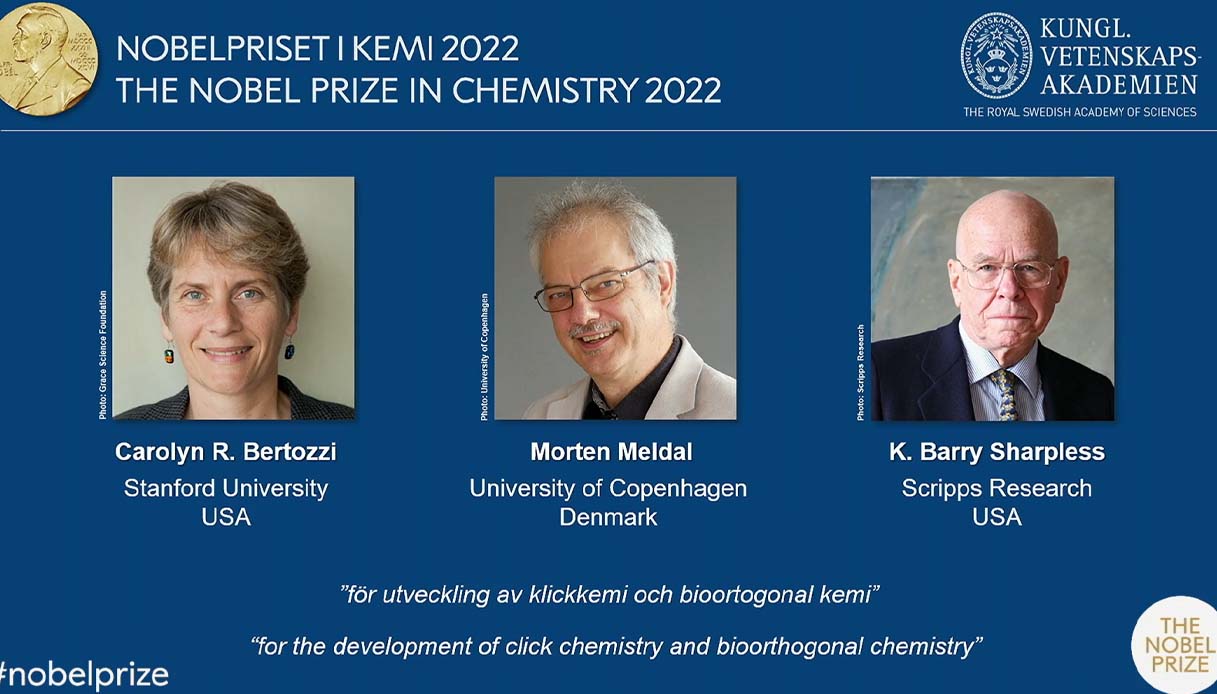 NOBELPRISET I KEMI 2022
THE NOBEL PRIZE IN CHEMISTRY 2022
KUNGL.
VETENSKAPS-
AKADEMIEN
THE ROYAL SWEDISH ACADEMY OF SCIENCES
Photo: Grace Science Foundation
Carolyn R. Bertozzi
Stanford University
USA
Photo: University of Copenhagen
Morten Meldal
University of Copenhagen
Denmark
Photo: Scripps Research
K. Barry Sharpless
Scripps Research
USA
”för utveckling av klickkemi och bioortogonal kemi”
“for the development of click chemistry and bioorthogonal chemistry”
#nobelprize
THE
NOBEL
PRIZE